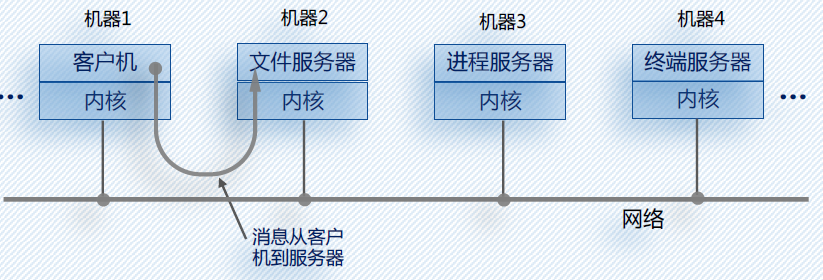 机器1
机器2
机器3
机器4
客户机
文件服务器
进程服务器
终端服务器
…
内核
内核
内核
内核
…
网络
消息从客户
机到服务器